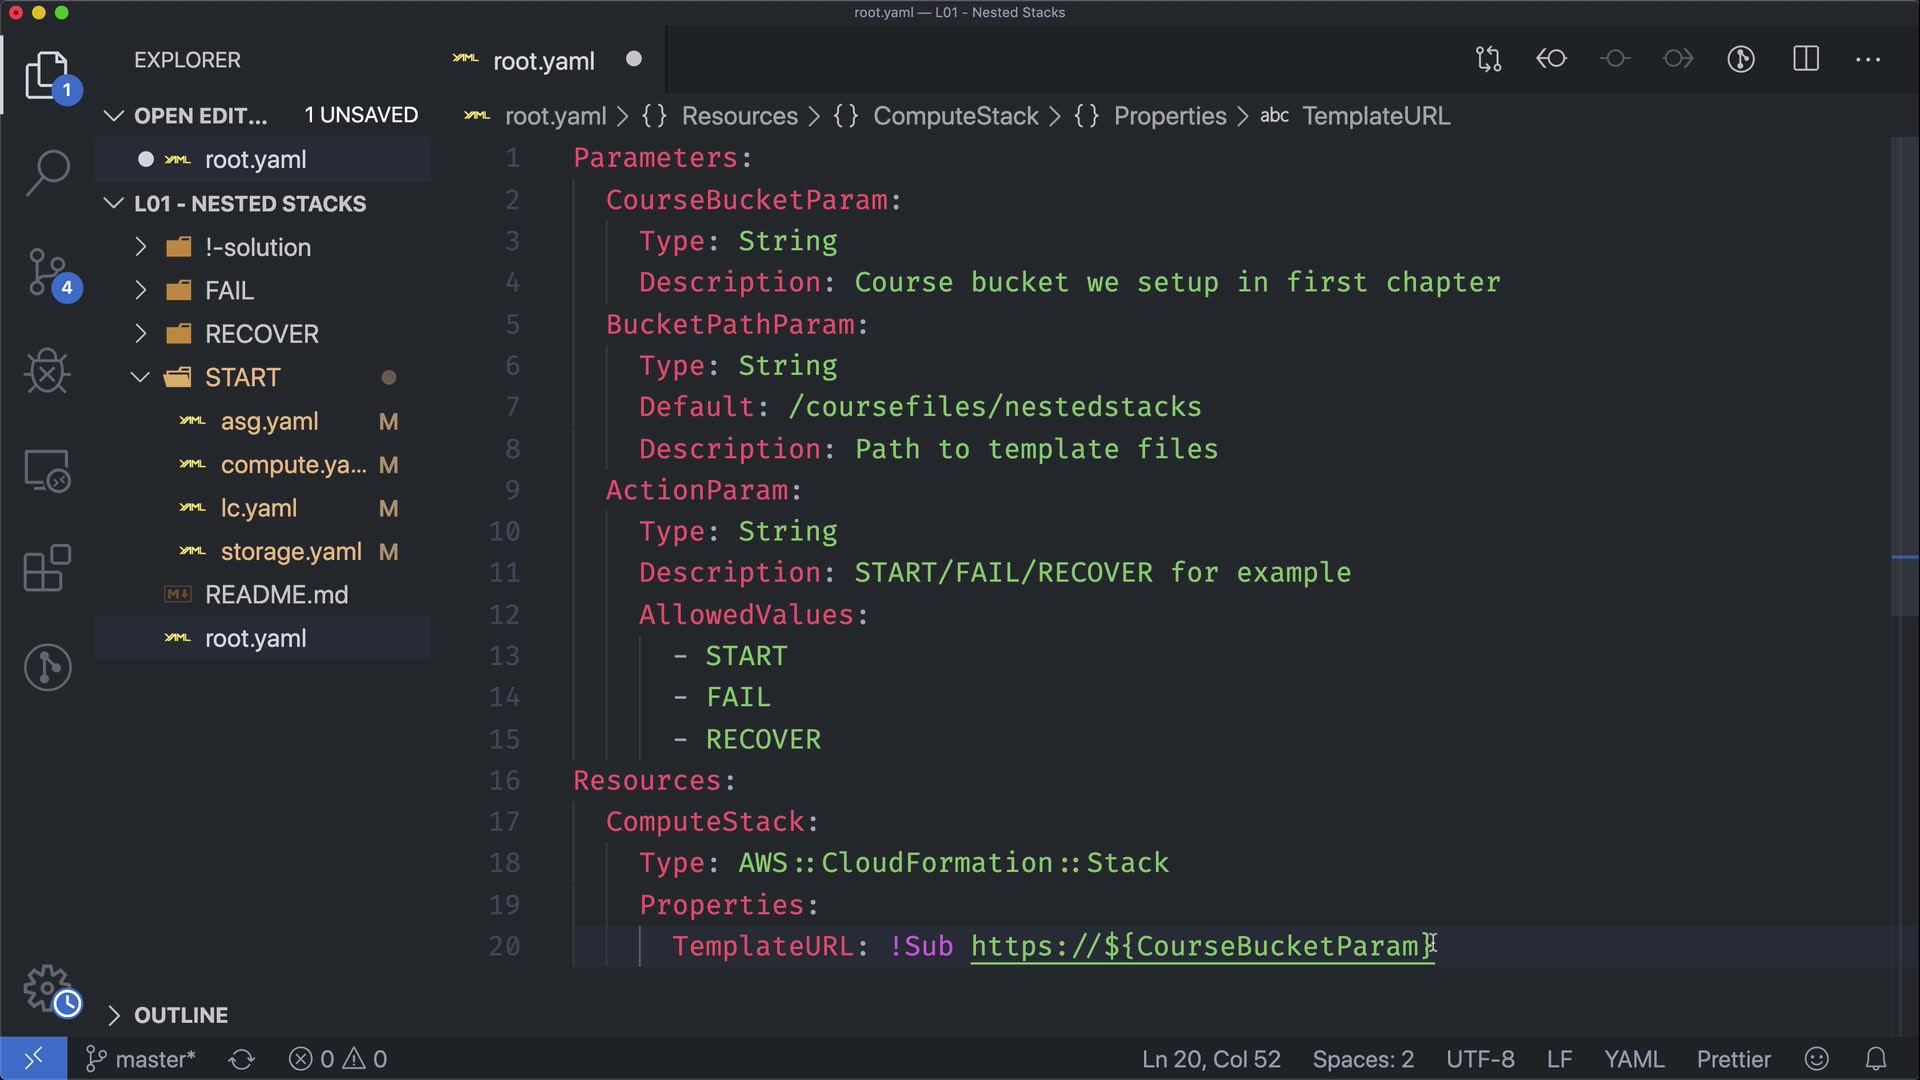 root.yaml — L01 - Nested Stacks
EXPLORER
root.yaml
1
OPEN EDIT... 1 UNSAVED
root.yaml > {} Resources > {} ComputeStack > {} Properties > abc TemplateURL
YAML root.yaml
L01 - NESTED STACKS
!-solution
4
FAIL
RECOVER
START
YAML asg.yaml M
YAML compute.ya... M
YAML lc.yaml M
YAML storage.yaml M
M↓ README.md
YAML root.yaml
OUTLINE
1 Parameters:
2 CourseBucketParam:
3 Type: String
4 Description: Course bucket we setup in first chapter
5 BucketPathParam:
6 Type: String
7 Default: /coursefiles/nestedstacks
8 Description: Path to template files
9 ActionParam:
10 Type: String
11 Description: START/FAIL/RECOVER for example
12 AllowedValues:
13 - START
14 - FAIL
15 - RECOVER
16 Resources:
17 ComputeStack:
18 Type: AWS::CloudFormation::Stack
19 Properties:
20 TemplateURL: !Sub https://${CourseBucketParam}
master* 0 0 Ln 20, Col 52 Spaces: 2 UTF-8 LF YAML Prettier